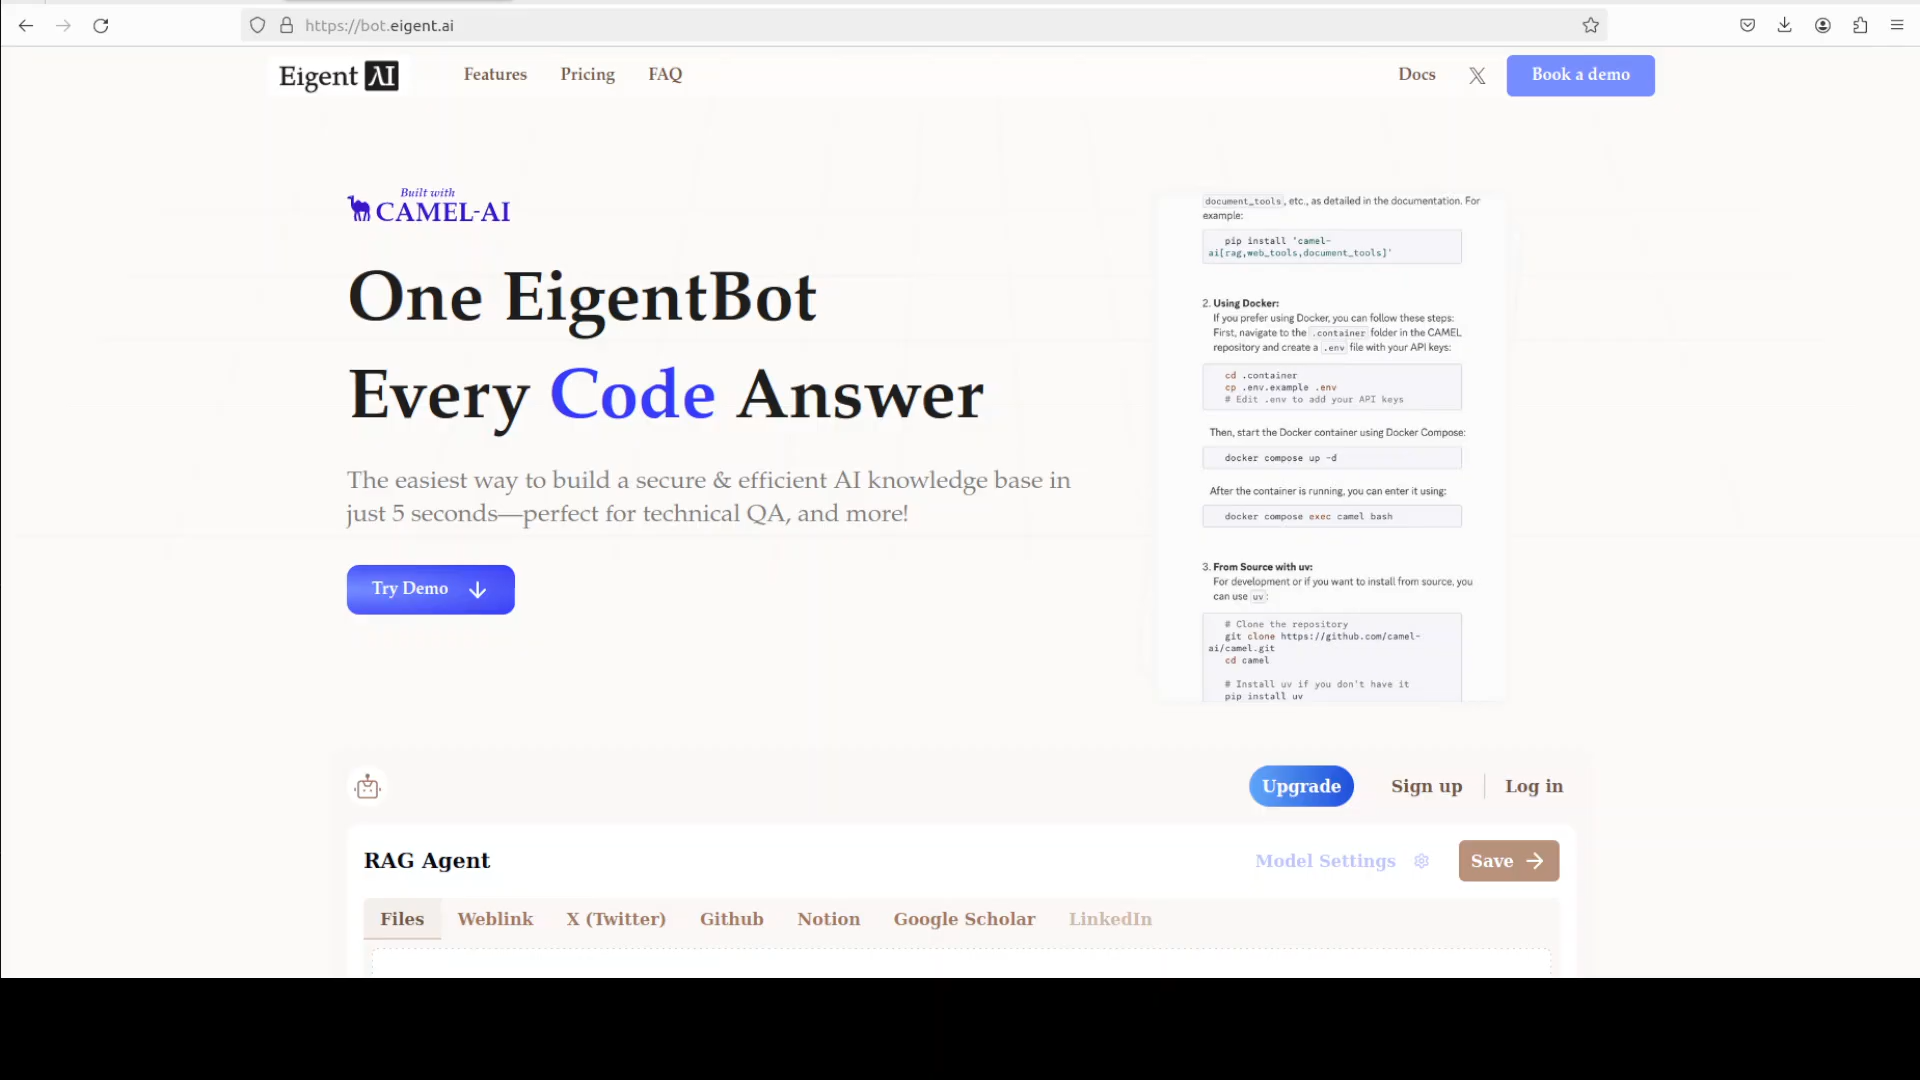 https://bot.eigent.ai
Eigent AI
Features
Pricing
FAQ
Docs
Book a demo
Built with
CAMEL-AI
One EigentBot
Every Code Answer
The easiest way to build a secure & efficient AI knowledge base in
just 5 seconds—perfect for technical QA, and more!
Try Demo
document_tools, etc., as detailed in the documentation. For
example:
pip install 'camel-
ai[rag,web_tools,document_tools]'
2. Using Docker:
If you prefer using Docker, you can follow these steps:
First, navigate to the .container folder in the CAMEL
repository and create a .env file with your API keys:
cd .container
cp .env.example .env
# Edit .env to add your API keys
Then, start the Docker container using Docker Compose:
docker compose up -d
After the container is running, you can enter it using:
docker compose exec camel bash
3. From Source with uv:
For development or if you want to install from source, you
can use uv:
# Clone the repository
git clone https://github.com/camel-
ai/camel.git
cd camel
# Install uv if you don't have it
pip install uv
Upgrade
Sign up
Log in
RAG Agent
Model Settings
Save
Files
Weblink
X (Twitter)
Github
Notion
Google Scholar
LinkedIn